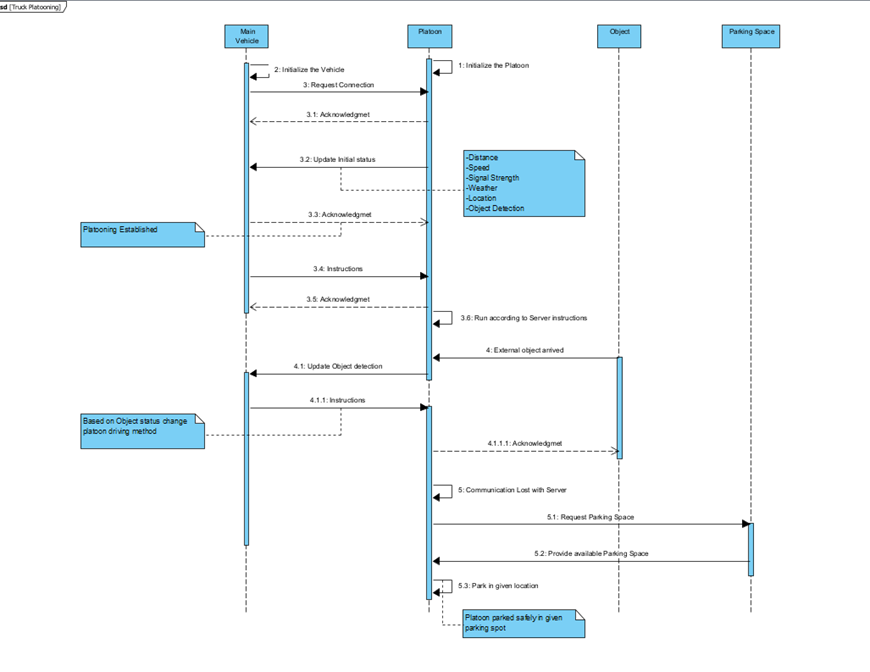 sd [Truck Platooning]
Main
Vehicle
Platoon
Object
Parking Space
2: Initialize the Vehicle
1: Initialize the Platoon
3: Request Connection
3.1: Acknowledgmet
3.2: Update Initial status
-Distance
-Speed
-Signal Strength
-Weather
-Location
-Object Detection
3.3: Acknowledgmet
Platooning Established
3.4: Instructions
3.5: Acknowledgmet
3.6: Run according to Server instructions
4: External object arrived
4.1: Update Object detection
4.1.1: Instructions
Based on Object status change
platoon driving method
4.1.1.1: Acknowledgmet
5: Communication Lost with Server
5.1: Request Parking Space
5.2: Provide available Parking Space
5.3: Park in given location
Platoon parked safely in given
parking spot